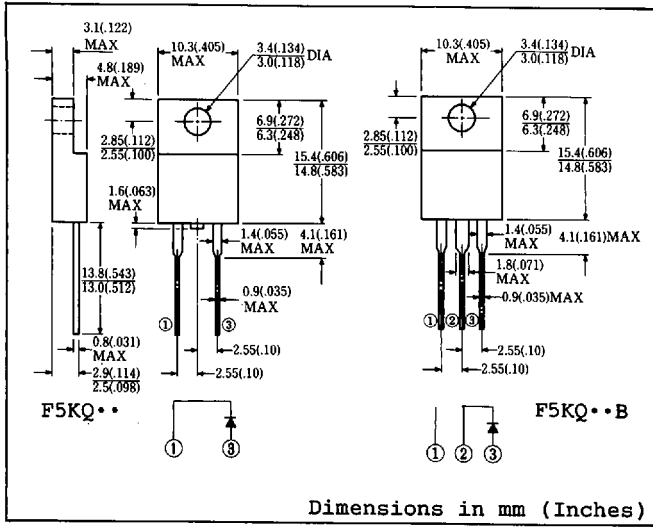 3.1(.122)
MAX
4.8(.189)
MAX
10.3(.405)
MAX
3.4(.134)
3.0(.118) DIA
2.85(.112)
2.55(.100)
6.9(.272)
6.3(.248)
15.4(.606)
14.8(.583)
1.6(.063)
MAX
1.4(.055)
MAX
4.1(.161)
MAX
13.8(.543)
13.0(.512)
0.9(.035)
MAX
① ③
0.8(.031)
MAX
2.9(.114)
2.5(.098)
2.55(.10)
2.55(.10)
F5KQ••
① ③
10.3(.405)
MAX
3.4(.134)
3.0(.118) DIA
2.85(.112)
2.55(.100)
6.9(.272)
6.3(.248)
15.4(.606)
14.8(.583)
1.4(.055)
MAX
4.1(.161)MAX
1.8(.071)
MAX
0.9(.035)MAX
① ② ③
2.55(.10)
2.55(.10)
F5KQ••B
① ② ③
Dimensions in mm (Inches)